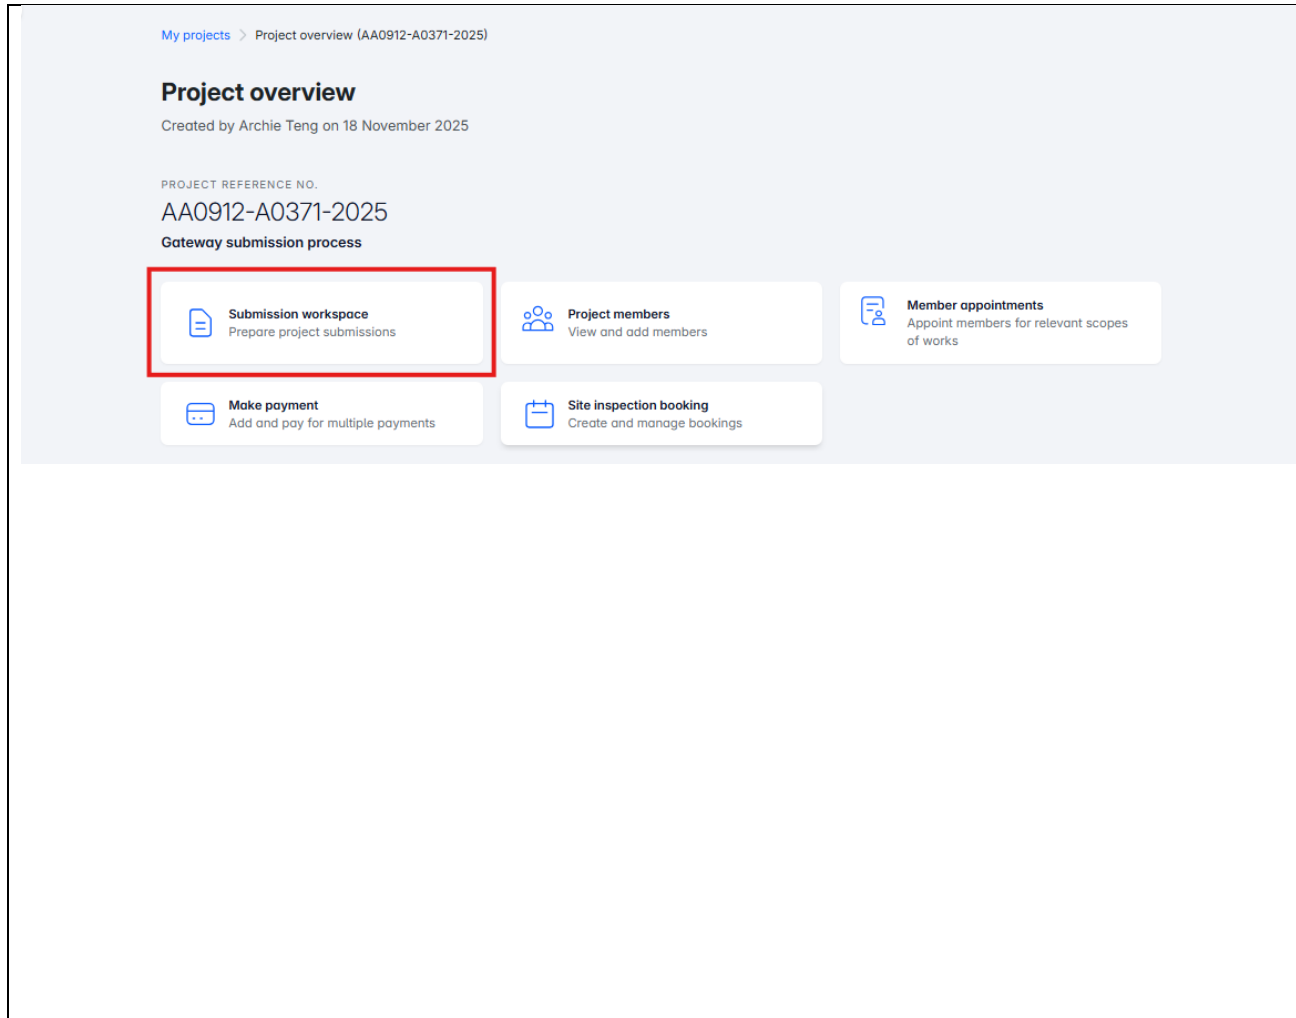 My projects > Project overview (AA0912-A0371-2025)
Project overview
Created by Archie Teng on 18 November 2025
PROJECT REFERENCE NO.
AA0912-A0371-2025
Gateway submission process
Submission workspace
Prepare project submissions
Project members
View and add members
Member appointments
Appoint members for relevant scopes
of works
Make payment
Add and pay for multiple payments
Site inspection booking
Create and manage bookings